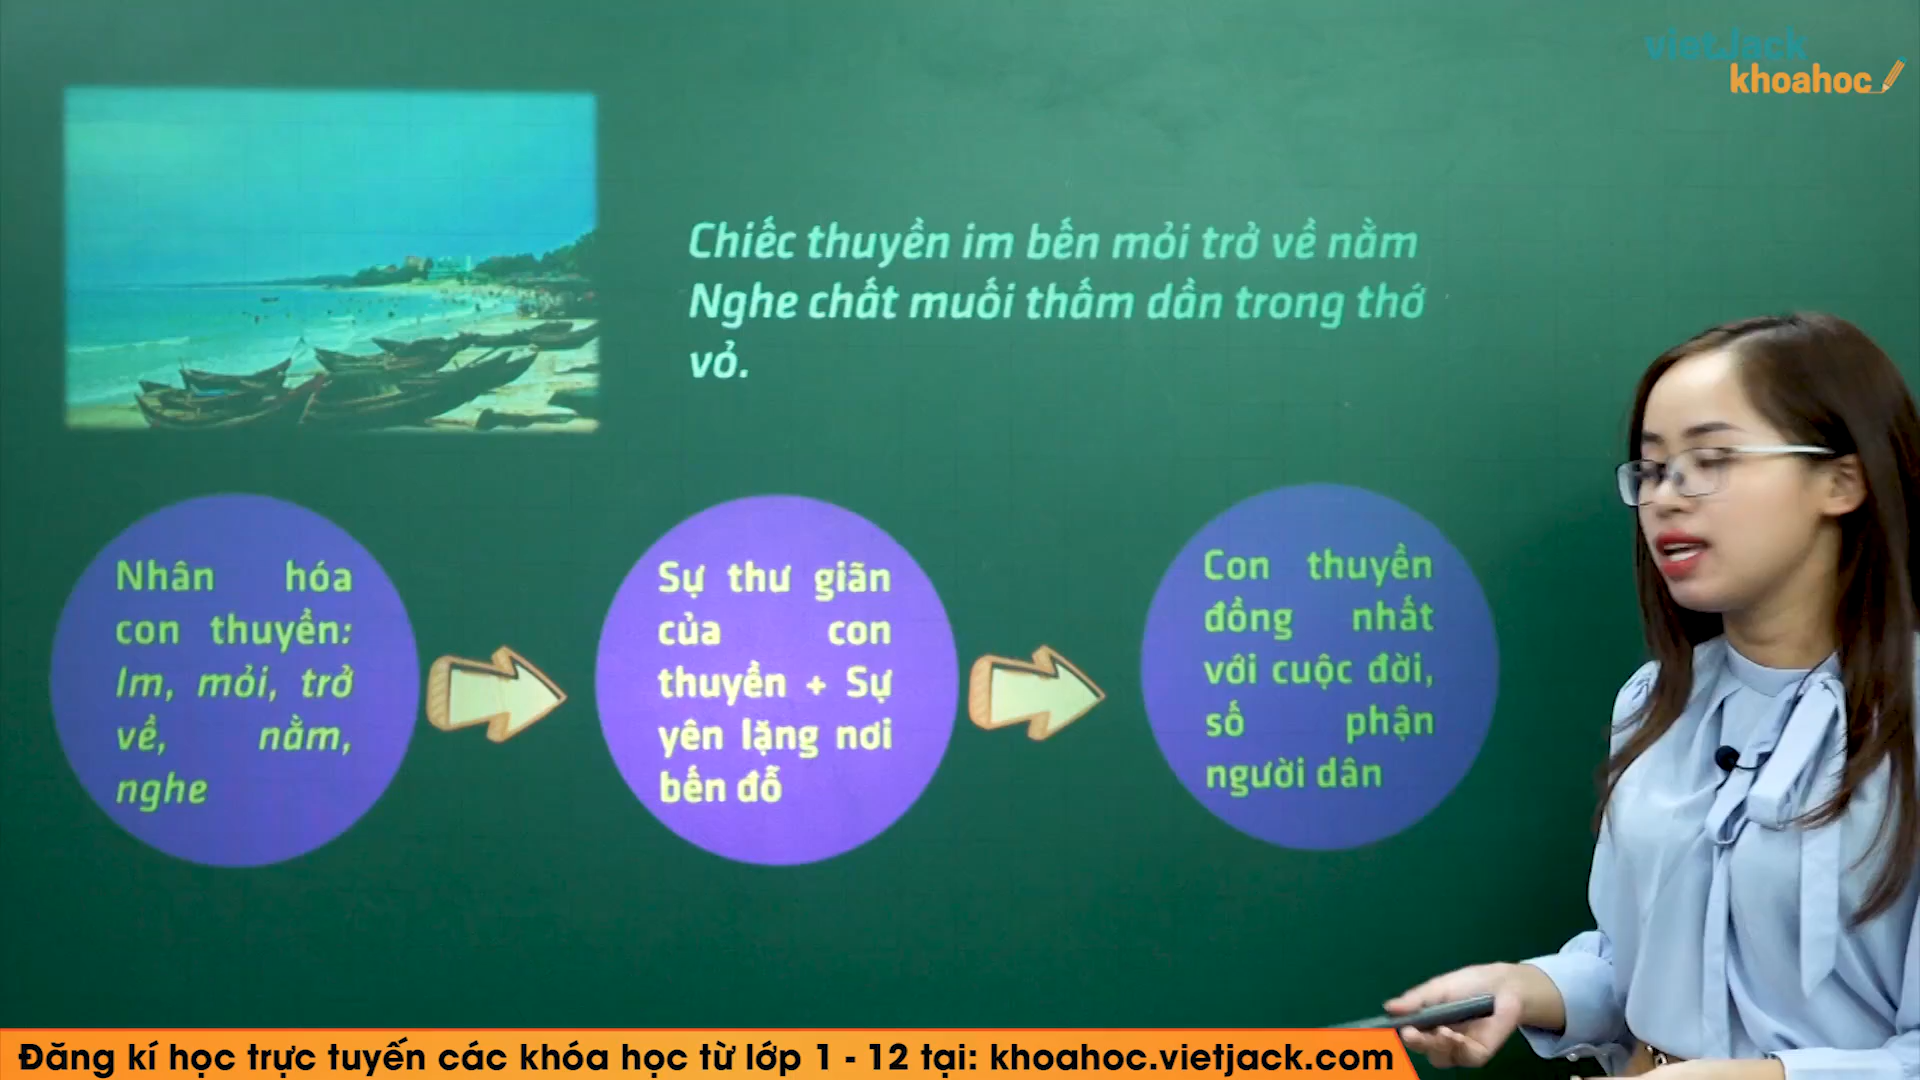 vietJack
khoahoc
Chiếc thuyền im bến mỏi trở về nằm
Nghe chất muối thấm dần trong thớ
vỏ.
Nhân hóa
con thuyền:
Im, mỏi, trở
về, nằm,
nghe
Sự thư giãn
của con
thuyền + Sự
yên lặng nơi
bến đỗ
Con thuyền
đồng nhất
với cuộc đời,
số phận
người dân
Đăng kí học trực tuyến các khóa học từ lớp 1 - 12 tại: khoahoc.vietjack.com